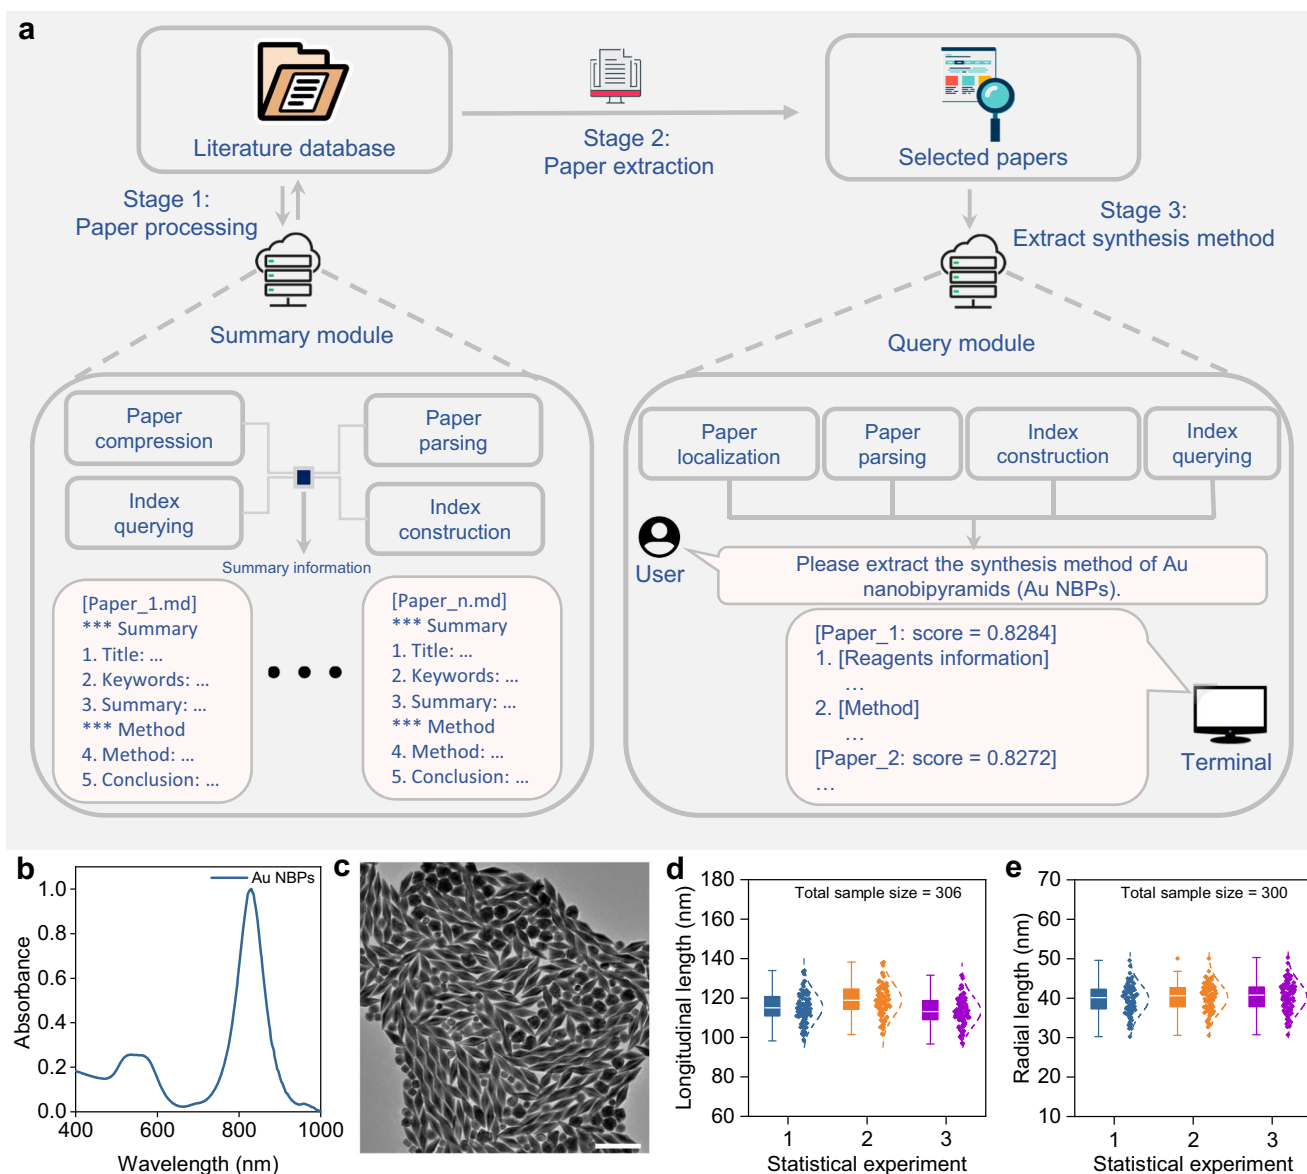 a
Literature database
Stage 2:
Paper extraction
Selected papers
Stage 1:
Paper processing
Stage 3:
Extract synthesis method
Summary module
Query module
Paper
compression
Paper
parsing
Index
querying
Index
construction
Summary information
[Paper_1.md]
*** Summary
1. Title: ...
2. Keywords: ...
3. Summary: ...
*** Method
4. Method: ...
5. Conclusion: ...
[Paper_n.md]
*** Summary
1. Title: ...
2. Keywords: ...
3. Summary: ...
*** Method
4. Method: ...
5. Conclusion: ...
Paper
localization
Paper
parsing
Index
construction
Index
querying
User
Please extract the synthesis method of Au
nanobipyramids (Au NBPs).
[Paper_1: score = 0.8284]
1. [Reagents information]
...
2. [Method]
...
[Paper_2: score = 0.8272]
...
Terminal
b
Au NBPs
Absorbance
1.0
0.8
0.6
0.4
0.2
0.0
400
600
800
1000
Wavelength (nm)
c
d
Total sample size = 306
Longitudinal length (nm)
180
160
140
120
100
80
60
1
2
3
Statistical experiment
e
Total sample size = 300
Radial length (nm)
70
60
50
40
30
20
10
1
2
3
Statistical experiment